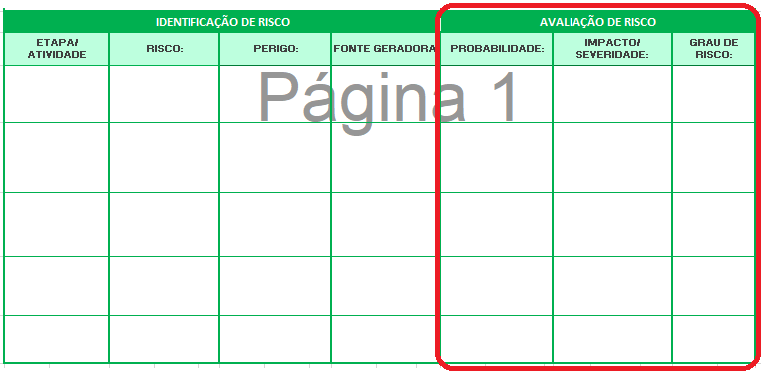 IDENTIFICAÇÃO DE RISCO AVALIAÇÃO DE RISCO
ETAPA/ ATIVIDADE
RISCO:
PERIGO:
FONTE GERADORA
PROBABILIDADE:
IMPACTO/
SEVERIDADE:
GRAU DE
RISCO:
Página 1